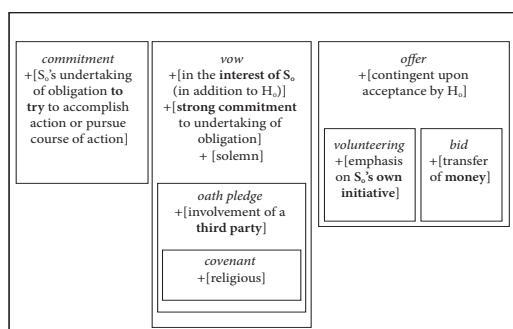 commitment
+[Sₒ's undertaking
of obligation to
try to accomplish
action or pursue
course of action]
vow
+[in the interest of Sₒ
(in addition to Hₒ)]
+[strong commitment
to undertaking of
obligation]
+ [solemn]
oath pledge
+[involvement of a
third party]
covenant
+[religious]
offer
+[contingent upon
acceptance by Hₒ]
volunteering
+[emphasis
on Sₒ's own
initiative]
bid
+[transfer
of money]